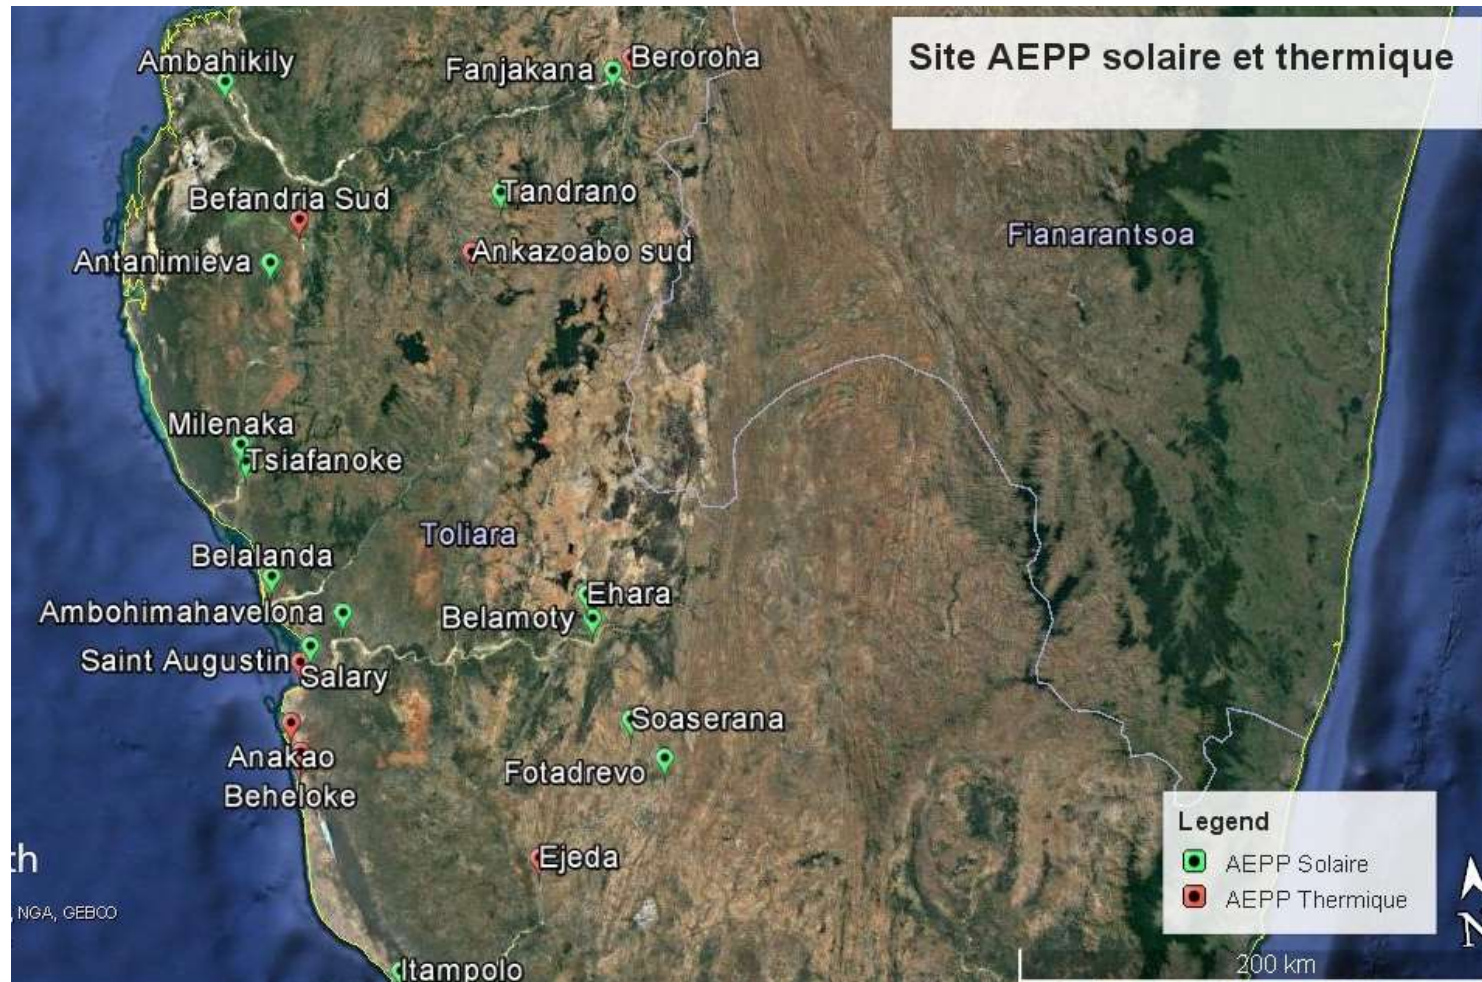 Site AEPP solaire et thermique
Ambahikily
Fanjakana
Beroroha
Befandria Sud
Tandrano
Fianarantsoa
Antanimieva
Ankazoabo sud
Milenaka
Tsiafanoke
Toliara
Belalanda
Ehara
Ambohimahavelona
Belamoty
Saint Augustin
Salary
Soaserana
Anakao
Fotadrevo
Beheloke
Legend
Ejeda
AEPP Solaire
AEPP Thermique
th
, NGA, GEBCO
N
200 km
Itampolo